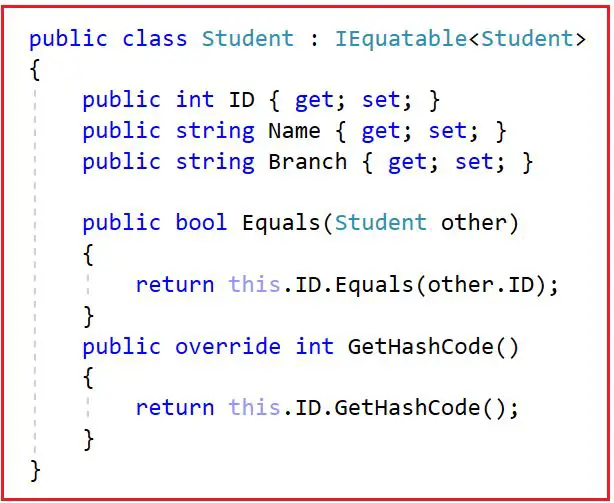 public class Student : IEquatable<Student>
{
    public int ID { get; set; }
    public string Name { get; set; }
    public string Branch { get; set; }

    public bool Equals(Student other)
    {
        return this.ID.Equals(other.ID);
    }
    public override int GetHashCode()
    {
        return this.ID.GetHashCode();
    }
}